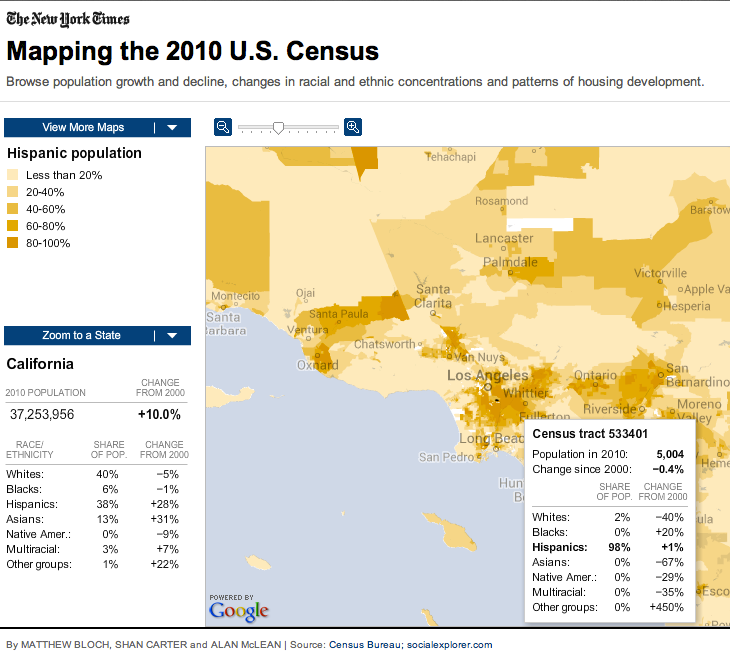 The New York Times
Mapping the 2010 U.S. Census
Browse population growth and decline, changes in racial and ethnic concentrations and patterns of housing development.
View More Maps
Hispanic population
Less than 20%
20-40%
40-60%
60-80%
80-100%
Zoom to a State
California
2010 POPULATION CHANGE FROM 2000
37,253,956 +10.0%
RACE/ SHARE CHANGE
ETHNICITY OF POP. FROM 2000
Whites: 40% −5%
Blacks: 6% −1%
Hispanics: 38% +28%
Asians: 13% +31%
Native Amer.: 0% −9%
Multiracial: 3% +7%
Other groups: 1% +22%
Tehachapi
Rosamond
Barstow
Lancaster
Palmdale
Victorville
Apple Va
Hesperia
Montecito
Ojai
Santa
Clarita
Santa
Barbara
Santa Paula
Ventura
Chatsworth
Oxnard
Van Nuys
Los Angeles
Ontario
San
Bernardino
Whittier
Riverside
Moreno
Valley
Fullerton
Long Beac
San Pedro
Hun
B
Heme
ula
Esco
Pow
Census tract 533401
Population in 2010: 5,004
Change since 2000: −0.4%
SHARE CHANGE
OF POP. FROM 2000
Whites: 2% −40%
Blacks: 0% +20%
Hispanics: 98% +1%
Asians: 0% −67%
Native Amer.: 0% −29%
Multiracial: 0% −35%
Other groups: 0% +450%
POWERED BY
Google
By MATTHEW BLOCH, SHAN CARTER and ALAN McLEAN | Source: Census Bureau; socialexplorer.com